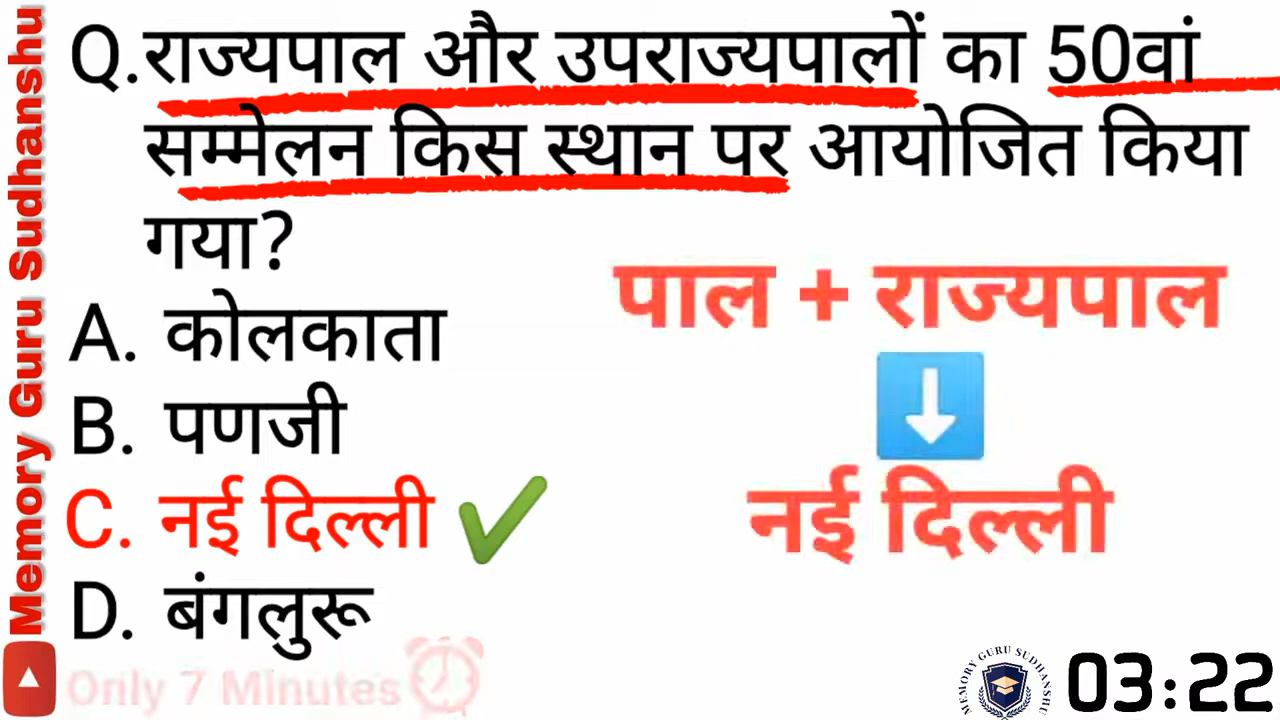 Memory Guru Sudhanshu
Q.राज्यपाल और उपराज्यपालों का 50वां
सम्मेलन किस स्थान पर आयोजित किया
गया?
A. कोलकाता
B. पणजी
C. नई दिल्ली
D. बंगलुरू
पाल + राज्यपाल
नई दिल्ली
Only 7 Minutes
MEMORY GURU SUDHANSHU
03:22